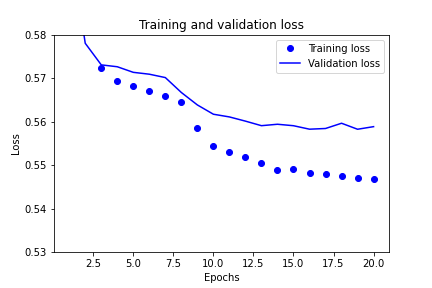 Training and validation loss
Training loss
Validation loss
0.58
0.57
0.56
0.55
0.54
0.53
Loss
2.5 5.0 7.5 10.0 12.5 15.0 17.5 20.0
Epochs